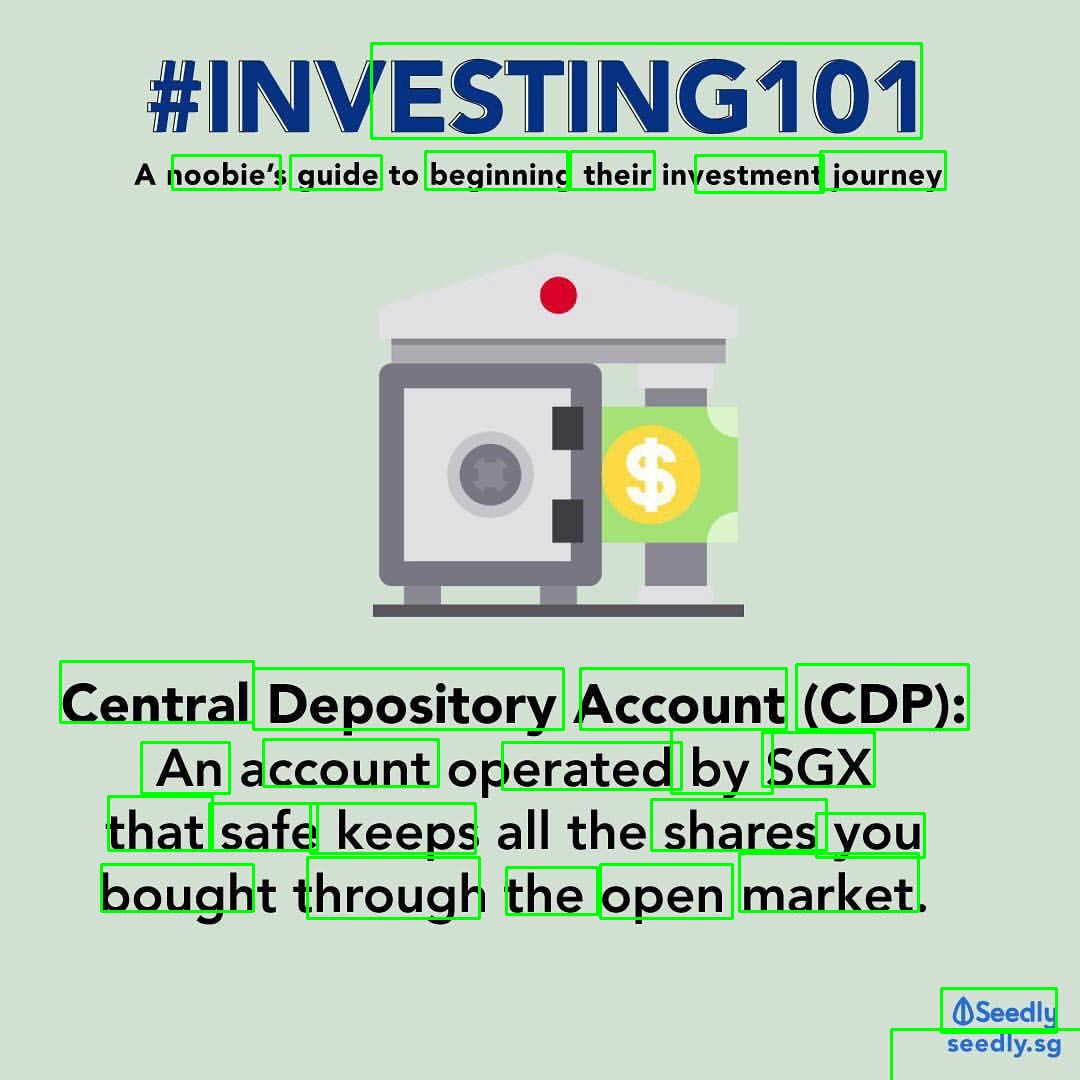 #INVESTING101
A noobie's guide to beginning their investment journey
$
Central Depository Account (CDP):
An account operated by SGX
that safe keeps all the shares you
bought through the open market.
Seedly
seedly.sg